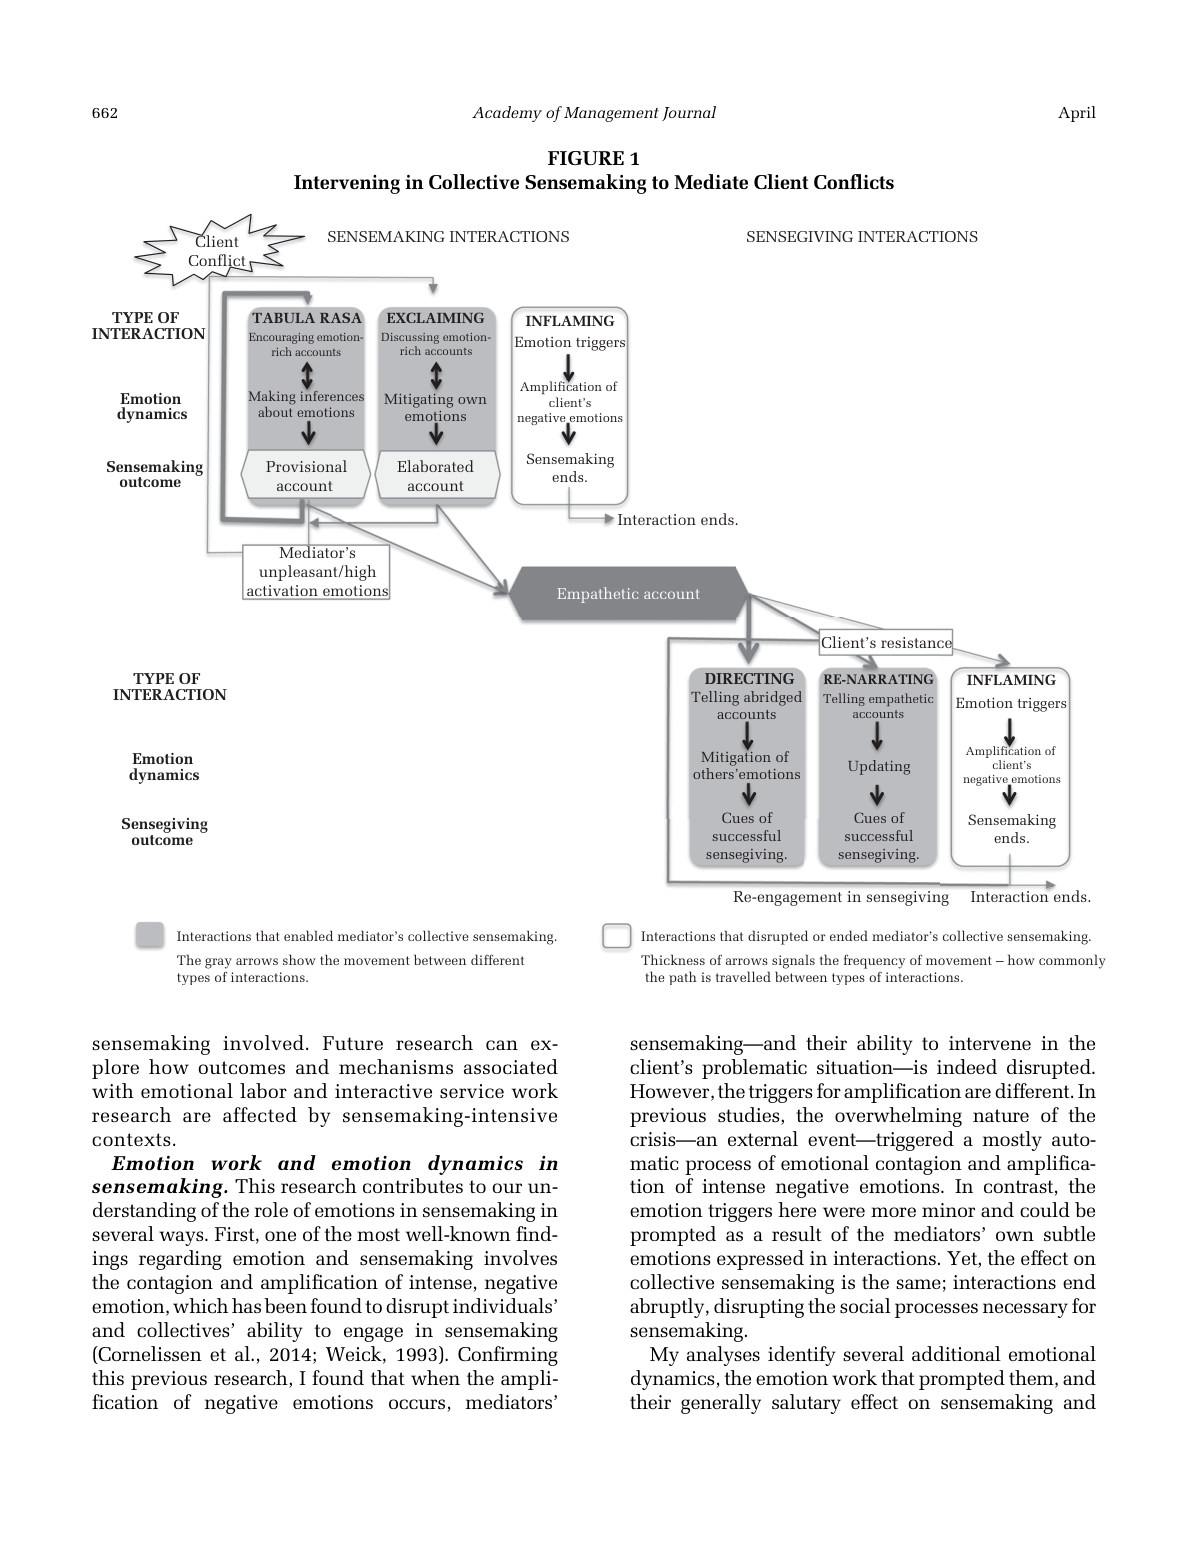 662
Academy of Management Journal
April
FIGURE 1
Intervening in Collective Sensemaking to Mediate Client Conflicts
Client
Conflict
SENSEMAKING INTERACTIONS
SENSEGIVING INTERACTIONS
TYPE OF
INTERACTION
Emotion
dynamics
Sensemaking
outcome
TABULA RASA
Encouraging emotion-
rich accounts
Making inferences
about emotions
Provisional
account
EXCLAIMING
Discussing emotion-
rich accounts
Mitigating own
emotions
Elaborated
account
INFLAMING
Emotion triggers
Amplification of
client's
negative emotions
Sensemaking
ends.
Interaction ends.
Mediator's
unpleasant/high
activation emotions
Empathetic account
Client's resistance
TYPE OF
INTERACTION
Emotion
dynamics
Sensegiving
outcome
DIRECTING
Telling abridged
accounts
Mitigation of
others'emotions
Cues of
successful
sensegiving.
RE-NARRATING
Telling empathetic
accounts
Updating
Cues of
successful
sensegiving.
INFLAMING
Emotion triggers
Amplification of
client's
negative emotions
Sensemaking
ends.
Re-engagement in sensegiving
Interaction ends.
Interactions that enabled mediator's collective sensemaking.
The gray arrows show the movement between different
types of interactions.
Interactions that disrupted or ended mediator's collective sensemaking.
Thickness of arrows signals the frequency of movement – how commonly
the path is travelled between types of interactions.
sensemaking involved. Future research can ex-
plore how outcomes and mechanisms associated
with emotional labor and interactive service work
research are affected by sensemaking-intensive
contexts.
Emotion work and emotion dynamics in
sensemaking. This research contributes to our un-
derstanding of the role of emotions in sensemaking in
several ways. First, one of the most well-known find-
ings regarding emotion and sensemaking involves
the contagion and amplification of intense, negative
emotion, which has been found to disrupt individuals'
and collectives' ability to engage in sensemaking
(Cornelissen et al., 2014; Weick, 1993). Confirming
this previous research, I found that when the ampli-
fication of negative emotions occurs, mediators'
sensemaking—and their ability to intervene in the
client's problematic situation—is indeed disrupted.
However, the triggers for amplification are different. In
previous studies, the overwhelming nature of the
crisis—an external event—triggered a mostly auto-
matic process of emotional contagion and amplifica-
tion of intense negative emotions. In contrast, the
emotion triggers here were more minor and could be
prompted as a result of the mediators' own subtle
emotions expressed in interactions. Yet, the effect on
collective sensemaking is the same; interactions end
abruptly, disrupting the social processes necessary for
sensemaking.
My analyses identify several additional emotional
dynamics, the emotion work that prompted them, and
their generally salutary effect on sensemaking and